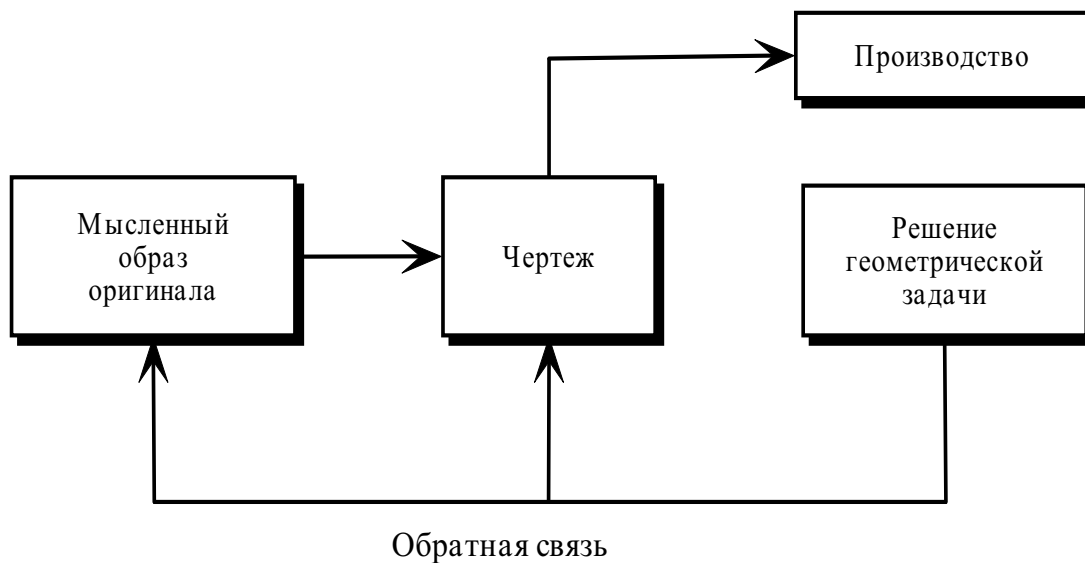 Производство
Мысленный
образ
оригинала
Чертеж
Решение
геометрической
задачи
Обратная связь